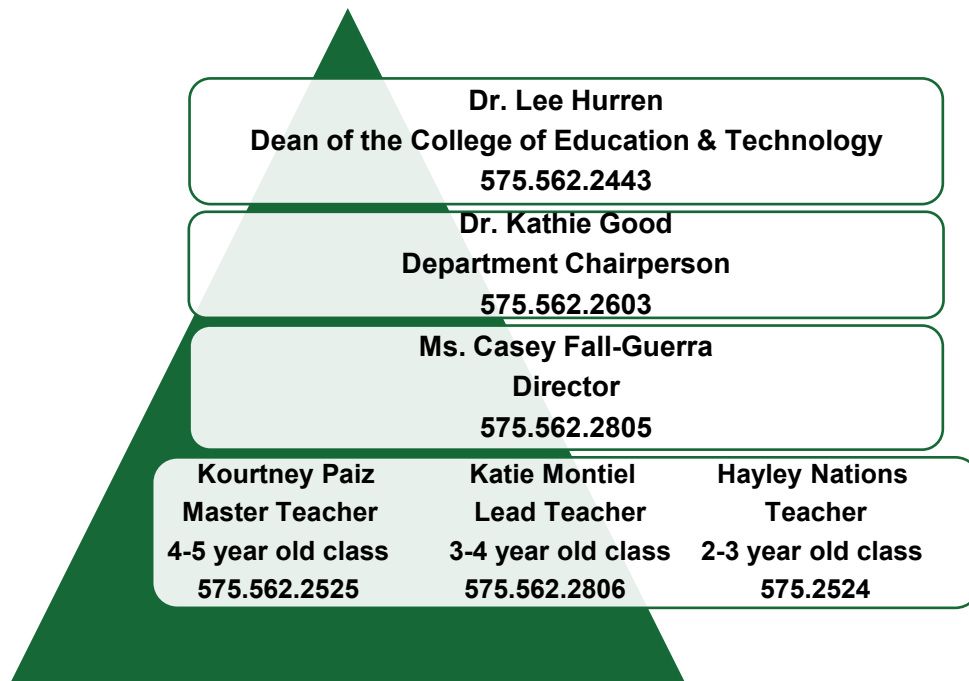 Dr. Lee Hurren
Dean of the College of Education & Technology
575.562.2443
Dr. Kathie Good
Department Chairperson
575.562.2603
Ms. Casey Fall-Guerra
Director
575.562.2805
Kourtney Paiz
Master Teacher
4-5 year old class
575.562.2525
Katie Montiel
Lead Teacher
3-4 year old class
575.562.2806
Hayley Nations
Teacher
2-3 year old class
575.2524